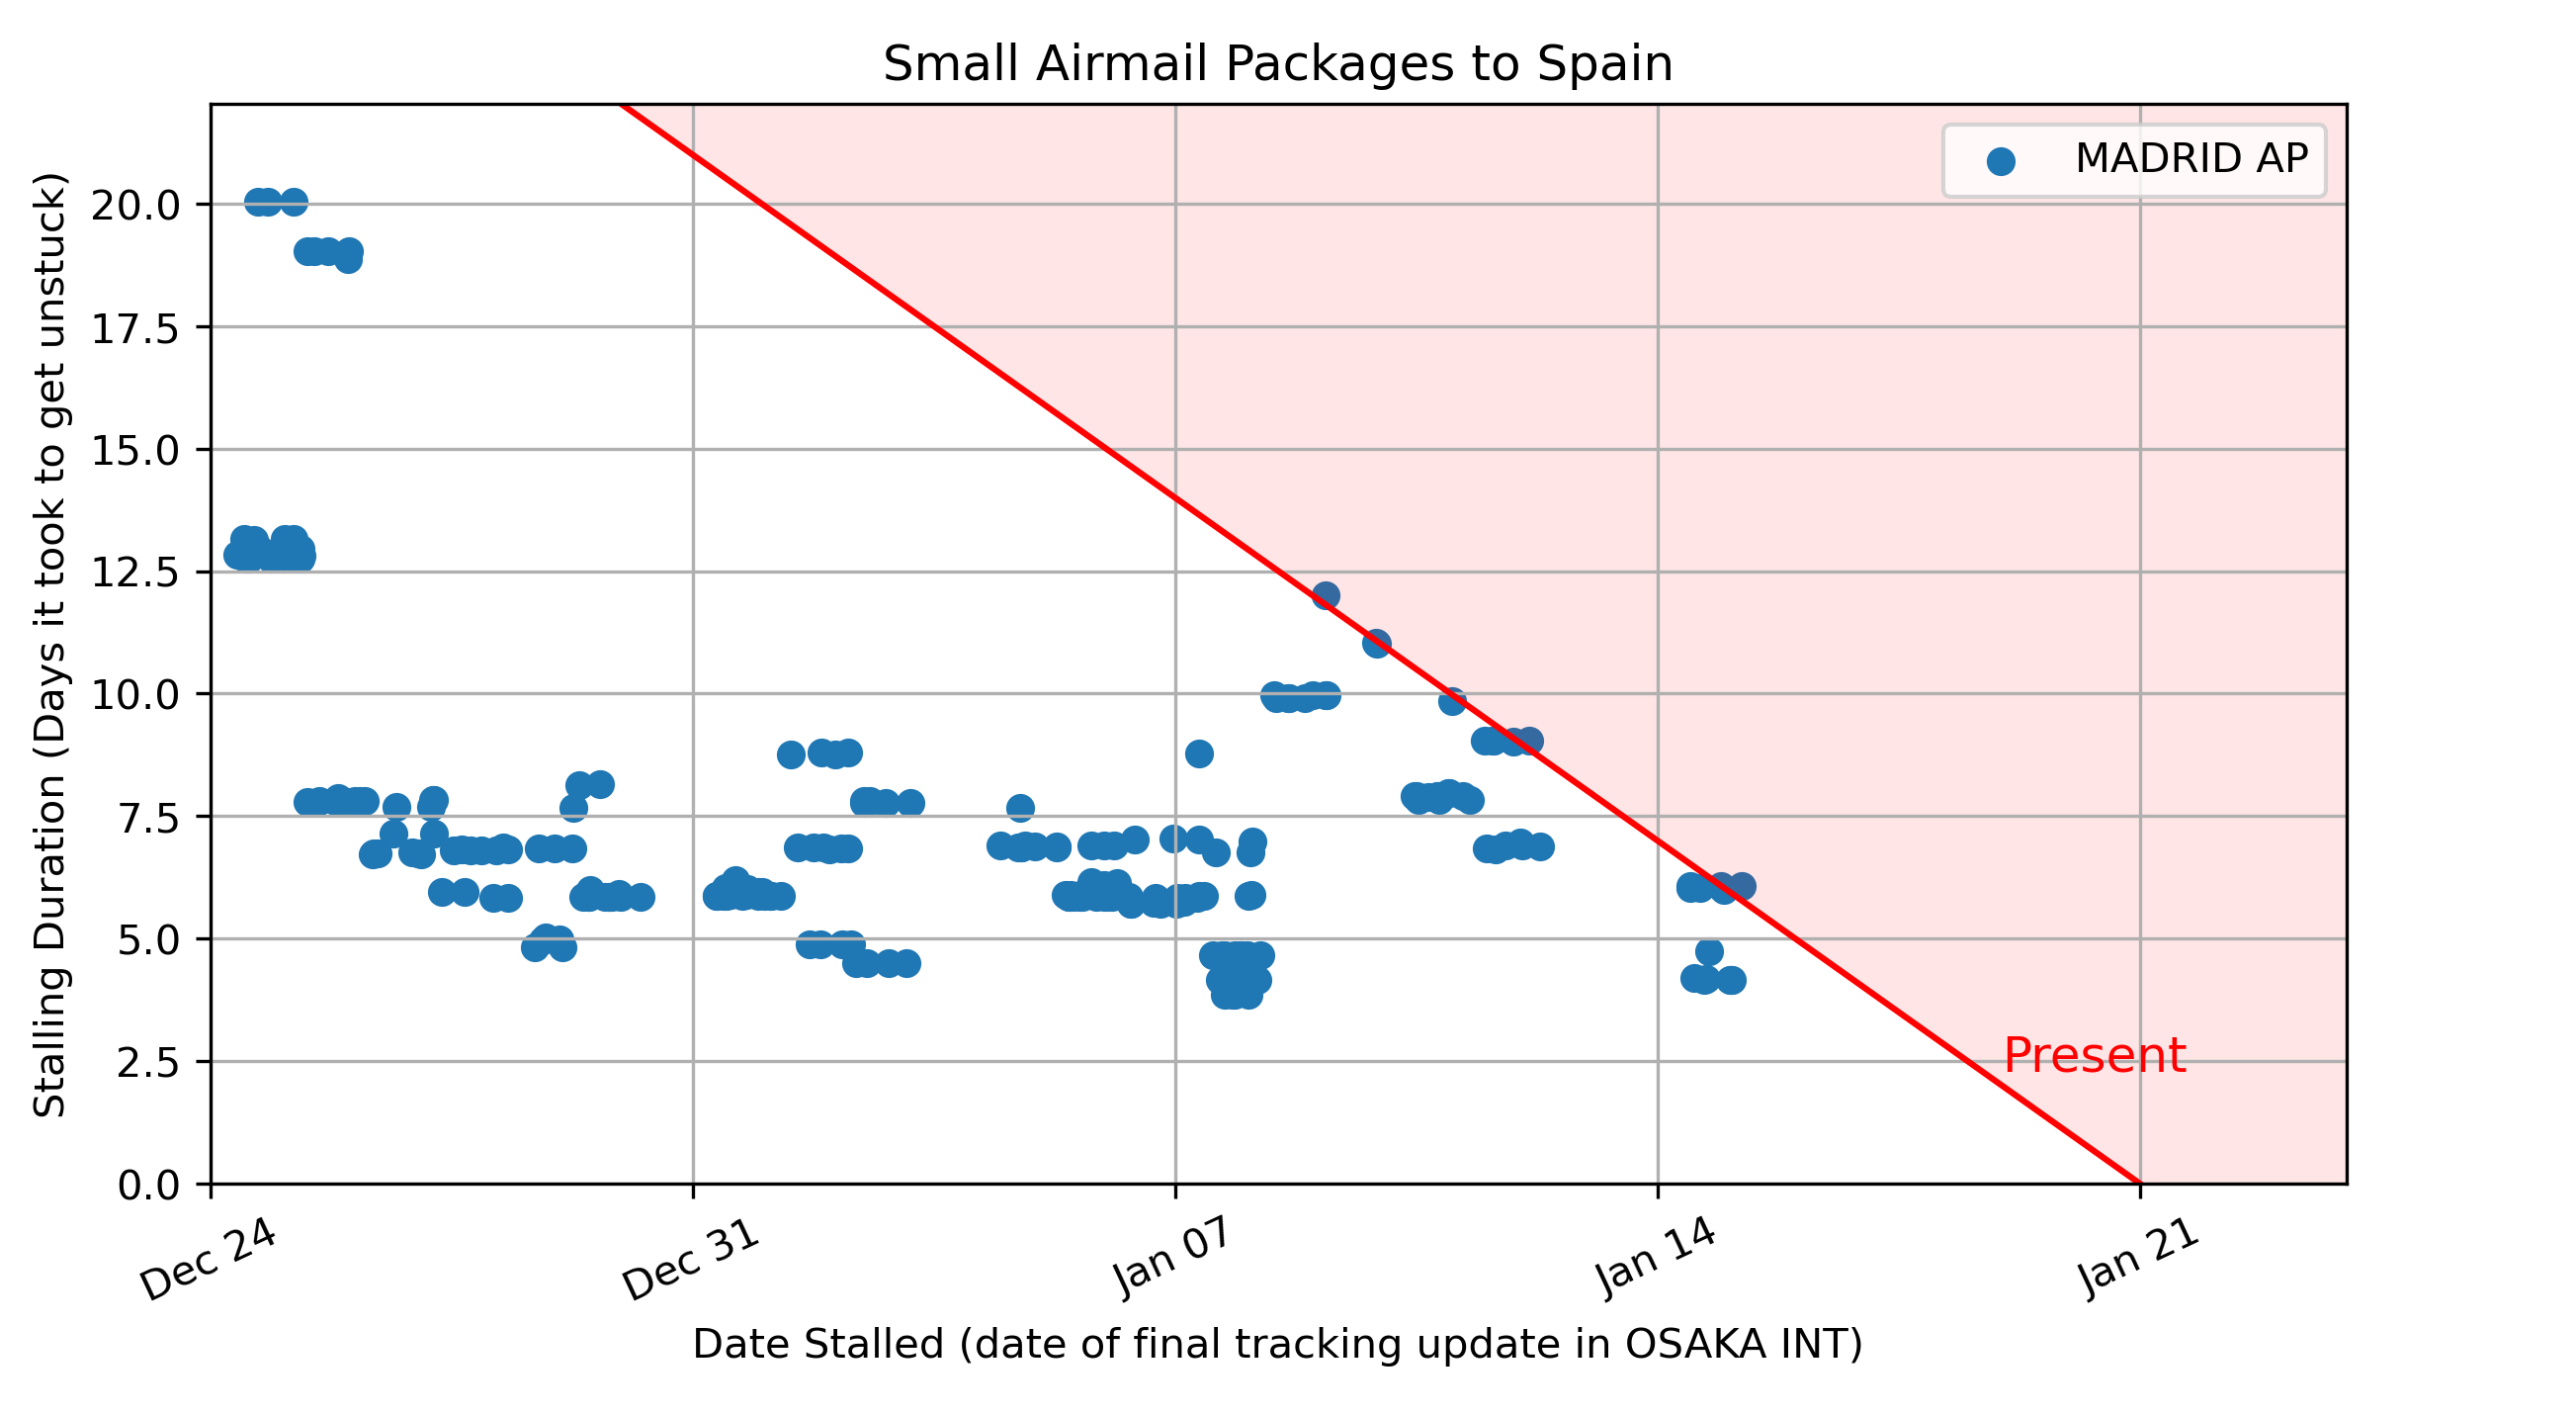 Small Airmail Packages to Spain
MADRID AP
Stalling Duration (Days it took to get unstuck)
20.0
17.5
15.0
12.5
10.0
7.5
5.0
2.5
0.0
Present
Dec 24
Dec 31
Jan 07
Jan 14
Jan 21
Date Stalled (date of final tracking update in OSAKA INT)